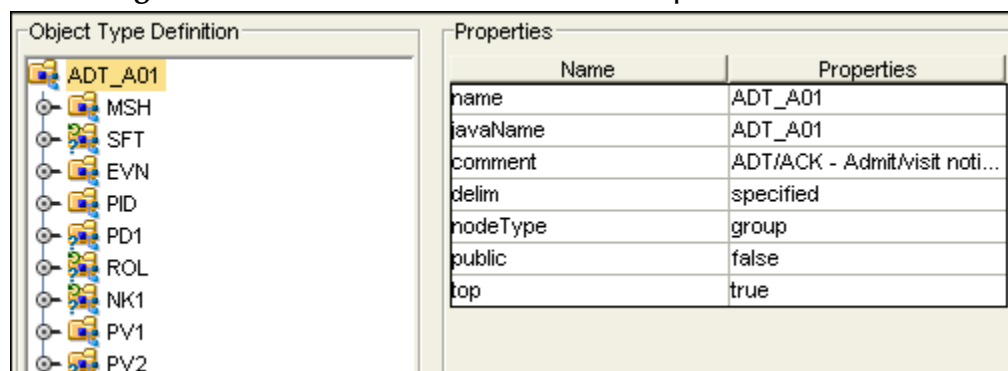 Object Type Definition
ADT_A01
MSH
SFT
EVN
PID
PD1
ROL
NK1
PV1
PV2
Properties
Name Properties
name ADT_A01
javaName ADT_A01
comment ADT/ACK - Admit/visit noti...
delim specified
nodeType group
public false
top true